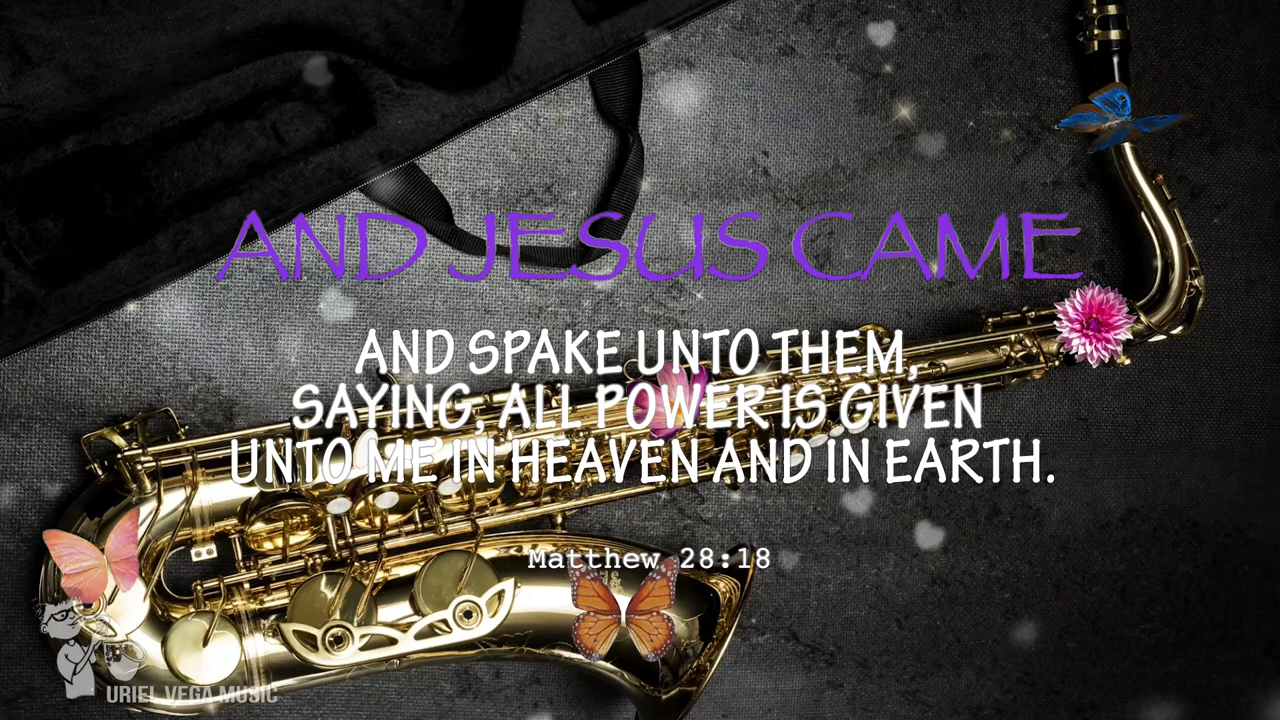 AND JESUS CAME
AND SPAKE UNTO THEM,
SAYING, ALL POWER IS GIVEN
UNTO ME IN HEAVEN AND IN EARTH.
Matthew 28:18
URIEL VEGA MUSIC